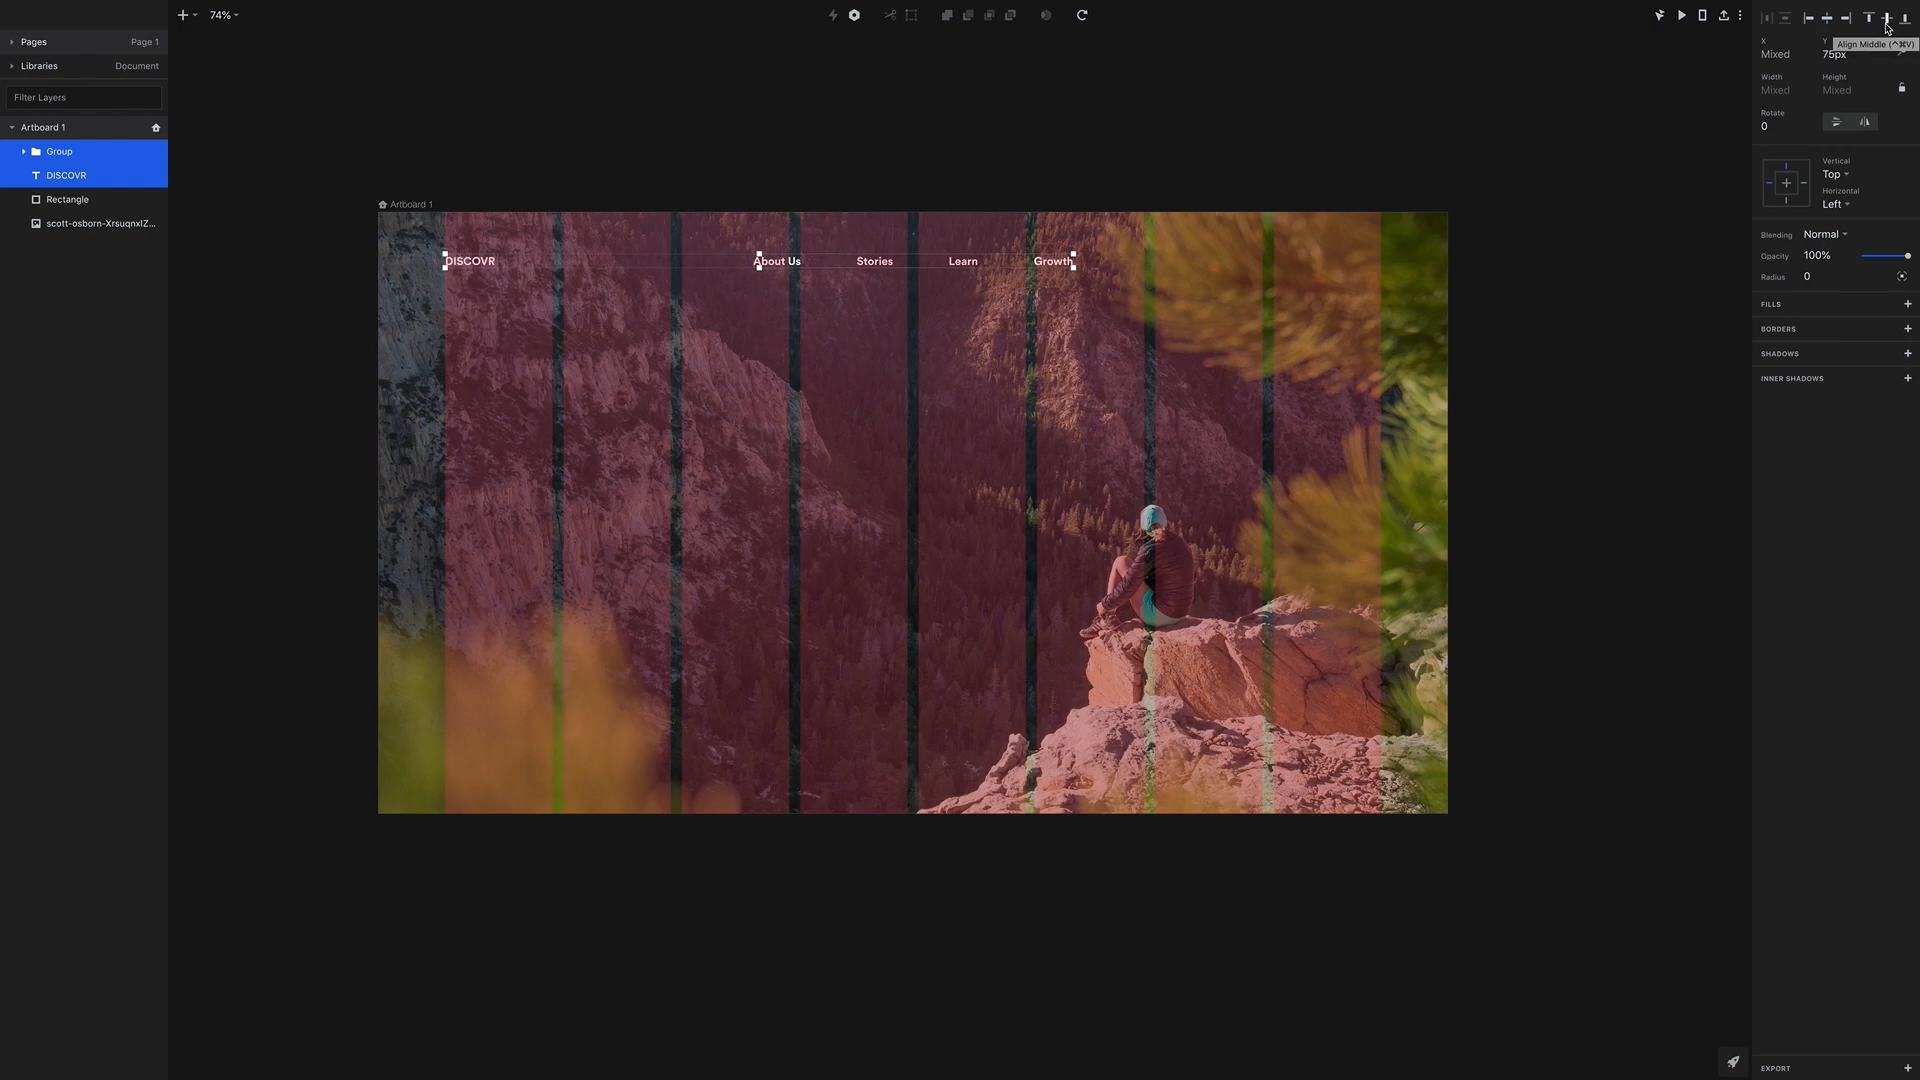 74%
Pages Page 1
Libraries Document
Filter Layers
Artboard 1
Group
DISCOVR
Rectangle
scott-osborn-XrsuqnxIZ...
Artboard 1
DISCOVR About Us Stories Learn Growth
Align Middle (^⌘V)
X Y
Mixed 75px
Width Height
Mixed Mixed
Rotate
0
Vertical
Top
Horizontal
Left
Blending Normal
Opacity 100%
Radius 0
FILLS
BORDERS
SHADOWS
INNER SHADOWS
EXPORT